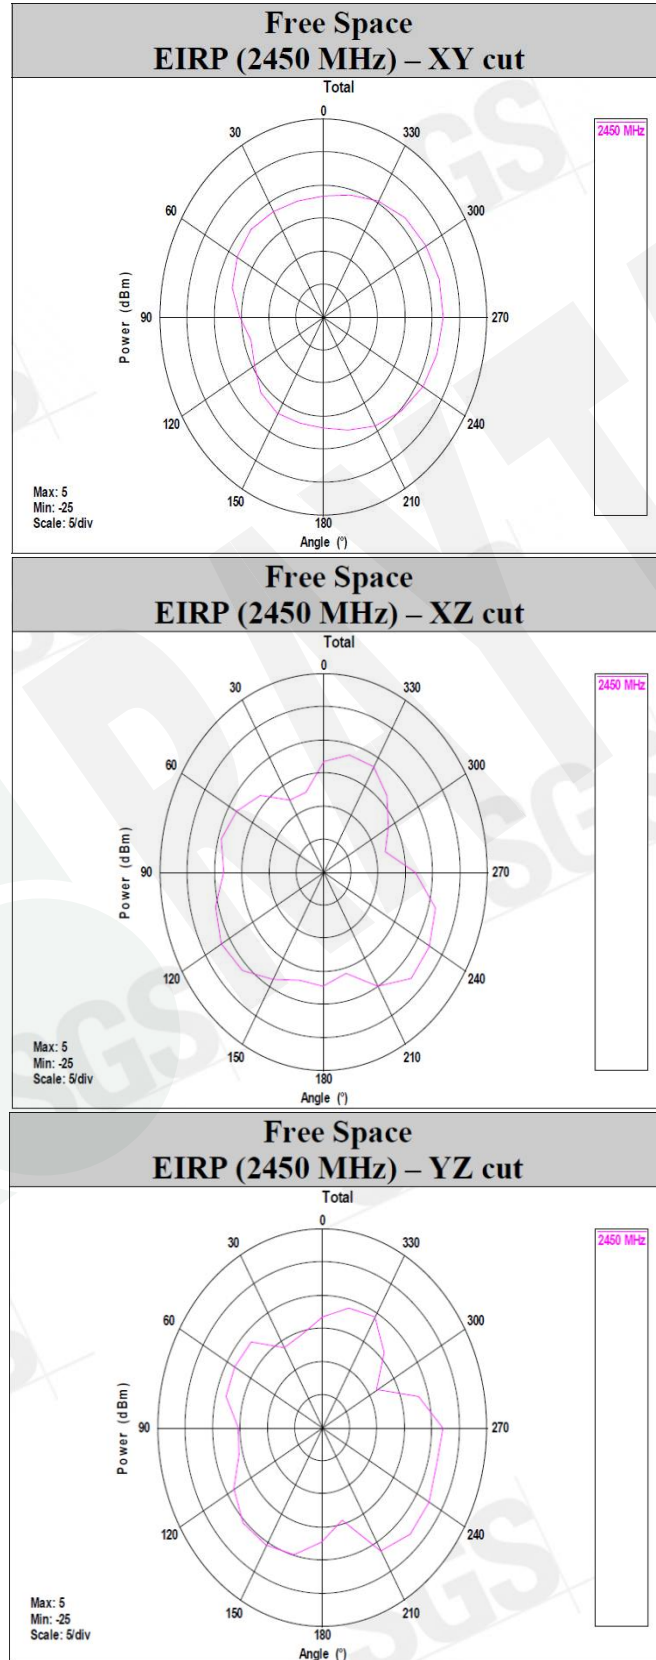 Free Space
EIRP (2450 MHz) – XY cut
Total
0
30
330
2450 MHz
60
300
Power (dBm)
90
270
120
240
150
210
Max: 5
Min: -25
Scale: 5/div
180
Angle (°)
Free Space
EIRP (2450 MHz) – XZ cut
Total
0
30
330
2450 MHz
60
300
Power (dBm)
90
270
120
240
150
210
Max: 5
Min: -25
Scale: 5/div
180
Angle (°)
Free Space
EIRP (2450 MHz) – YZ cut
Total
0
30
330
2450 MHz
60
300
Power (dBm)
90
270
120
240
150
210
Max: 5
Min: -25
Scale: 5/div
180
Angle (°)
SGS
SGS
SGS
SGS